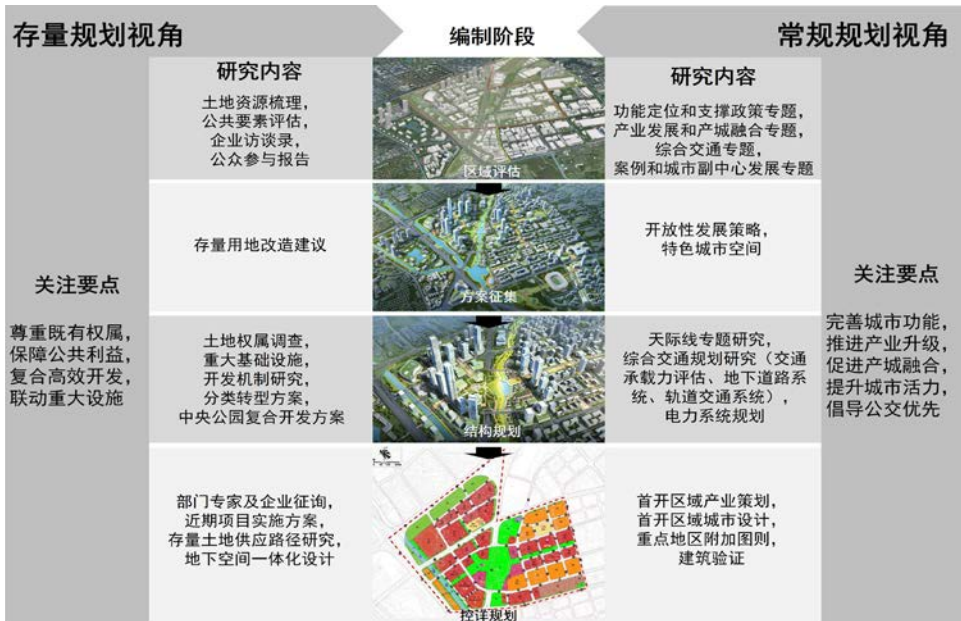 存量规划视角
编制阶段
常规规划视角
研究内容
土地资源梳理，
公共要素评估，
企业访谈录，
公众参与报告
区域评估
研究内容
功能定位和支撑政策专题，
产业发展和产城融合专题，
综合交通专题，
案例和城市副中心发展专题
存量用地改造建议
方案征集
开放性发展策略，
特色城市空间
关注要点
尊重既有权属，
保障公共利益，
复合高效开发，
联动重大设施
土地权属调查，
重大基础设施，
开发机制研究，
分类转型方案，
中央公园复合开发方案
结构规划
天际线专题研究，
综合交通规划研究（交通
承载力评估、地下道路系
统、轨道交通系统），
电力系统规划
关注要点
完善城市功能，
推进产业升级，
促进产城融合，
提升城市活力，
倡导公交优先
部门专家及企业征询，
近期项目实施方案，
存量土地供应路径研究，
地下空间一体化设计
控详规划
首开区域产业策划，
首开区域城市设计，
重点地区附加图则，
建筑验证